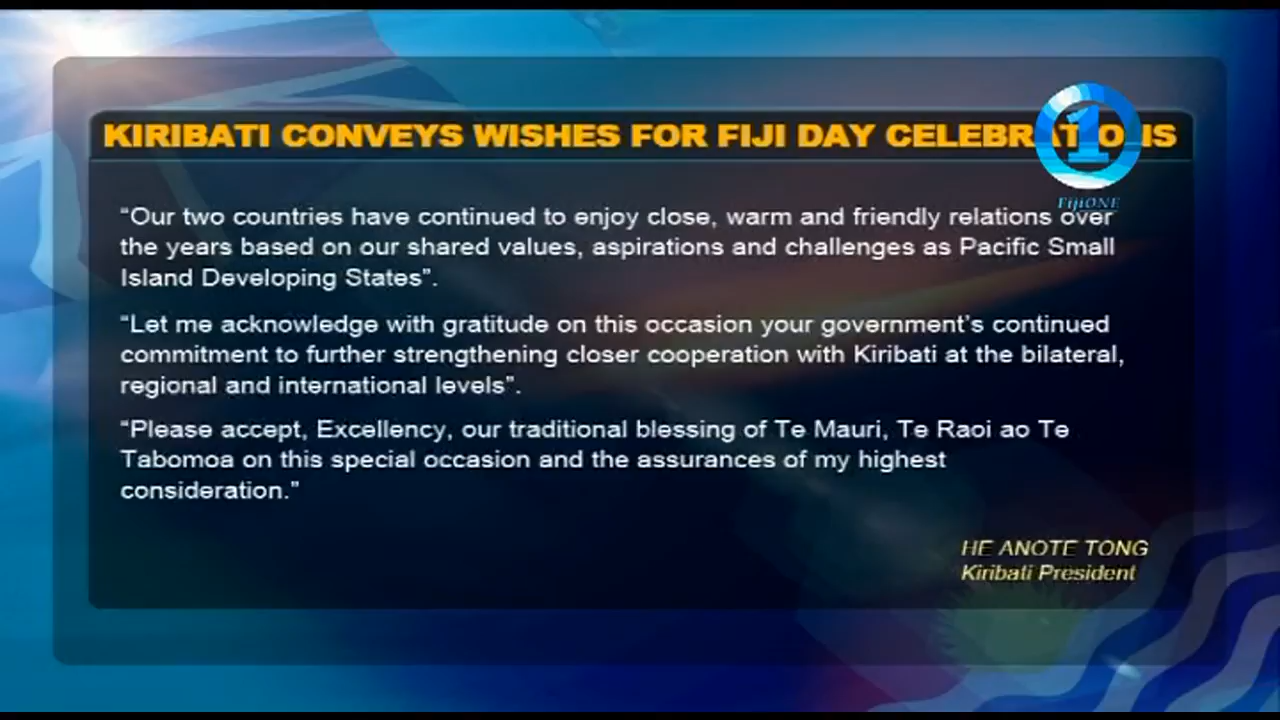 KIRIBATI CONVEYS WISHES FOR FIJI DAY CELEBRATIONS
1
FijiONE
“Our two countries have continued to enjoy close, warm and friendly relations over
the years based on our shared values, aspirations and challenges as Pacific Small
Island Developing States”.
“Let me acknowledge with gratitude on this occasion your government’s continued
commitment to further strengthening closer cooperation with Kiribati at the bilateral,
regional and international levels”.
“Please accept, Excellency, our traditional blessing of Te Mauri, Te Raoi ao Te
Tabomoa on this special occasion and the assurances of my highest
consideration.”
HE ANOTE TONG
Kiribati President